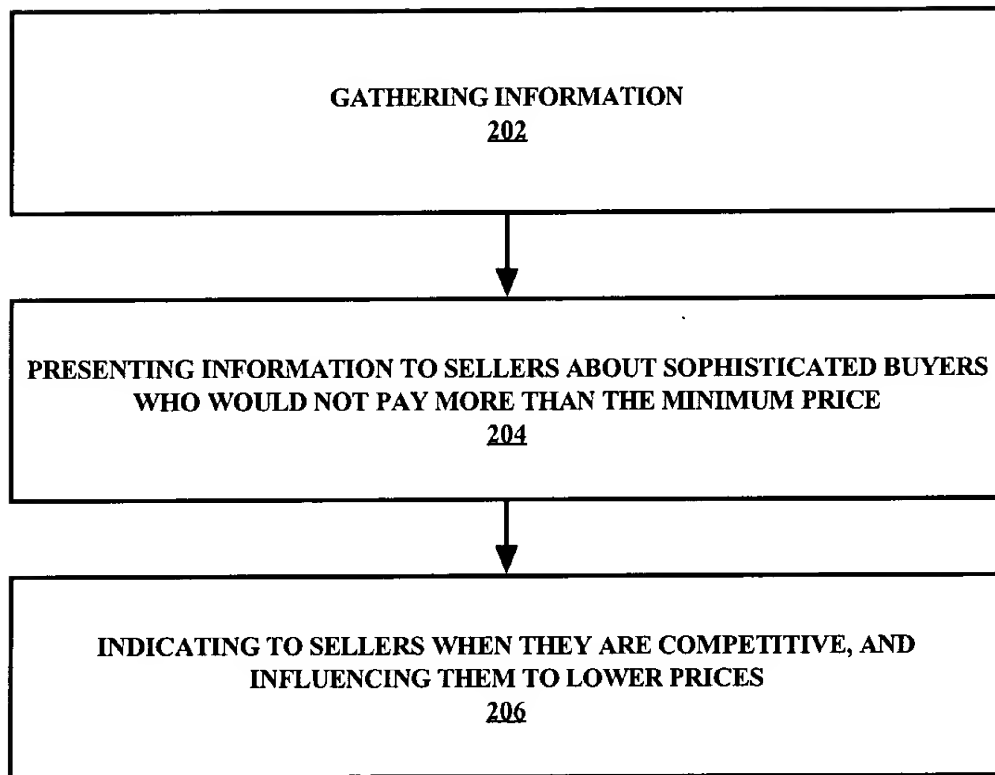 GATHERING INFORMATION
202
PRESENTING INFORMATION TO SELLERS ABOUT SOPHISTICATED BUYERS
WHO WOULD NOT PAY MORE THAN THE MINIMUM PRICE
204
INDICATING TO SELLERS WHEN THEY ARE COMPETITIVE, AND
INFLUENCING THEM TO LOWER PRICES
206